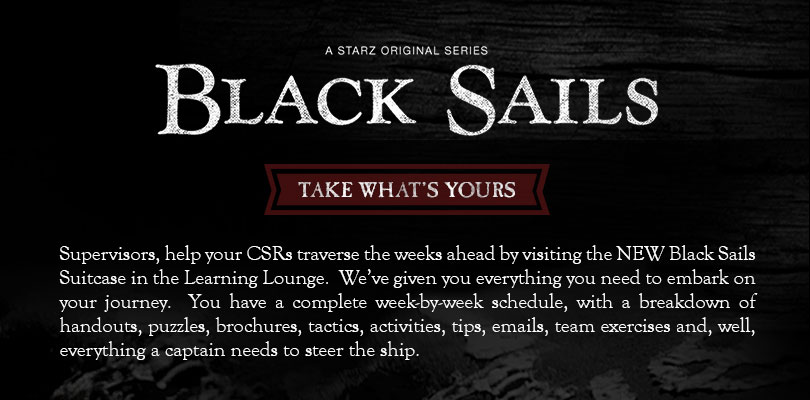 A STARZ ORIGINAL SERIES
BLACK SAILS
TAKE WHAT'S YOURS
Supervisors, help your CSRs traverse the weeks ahead by visiting the NEW Black Sails
Suitcase in the Learning Lounge.  We've given you everything you need to embark on
your journey.  You have a complete week-by-week schedule, with a breakdown of
handouts, puzzles, brochures, tactics, activities, tips, emails, team exercises and, well,
everything a captain needs to steer the ship.